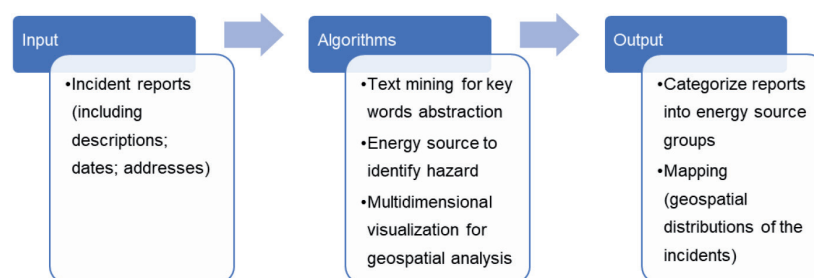 Input
•Incident reports
(including
descriptions;
dates; addresses)
Algorithms
•Text mining for key
words abstraction
•Energy source to
identify hazard
•Multidimensional
visualization for
geospatial analysis
Output
•Categorize reports
into energy source
groups
•Mapping
(geospatial
distributions of the
incidents)